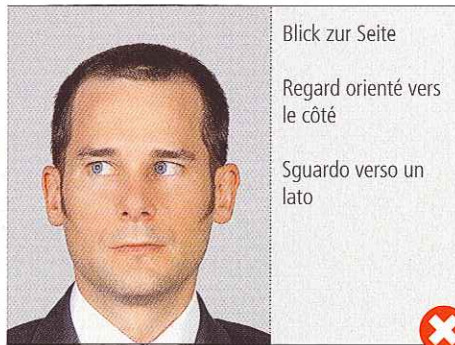 Blick zur Seite
Regard orienté vers
le côté
Sguardo verso un
lato